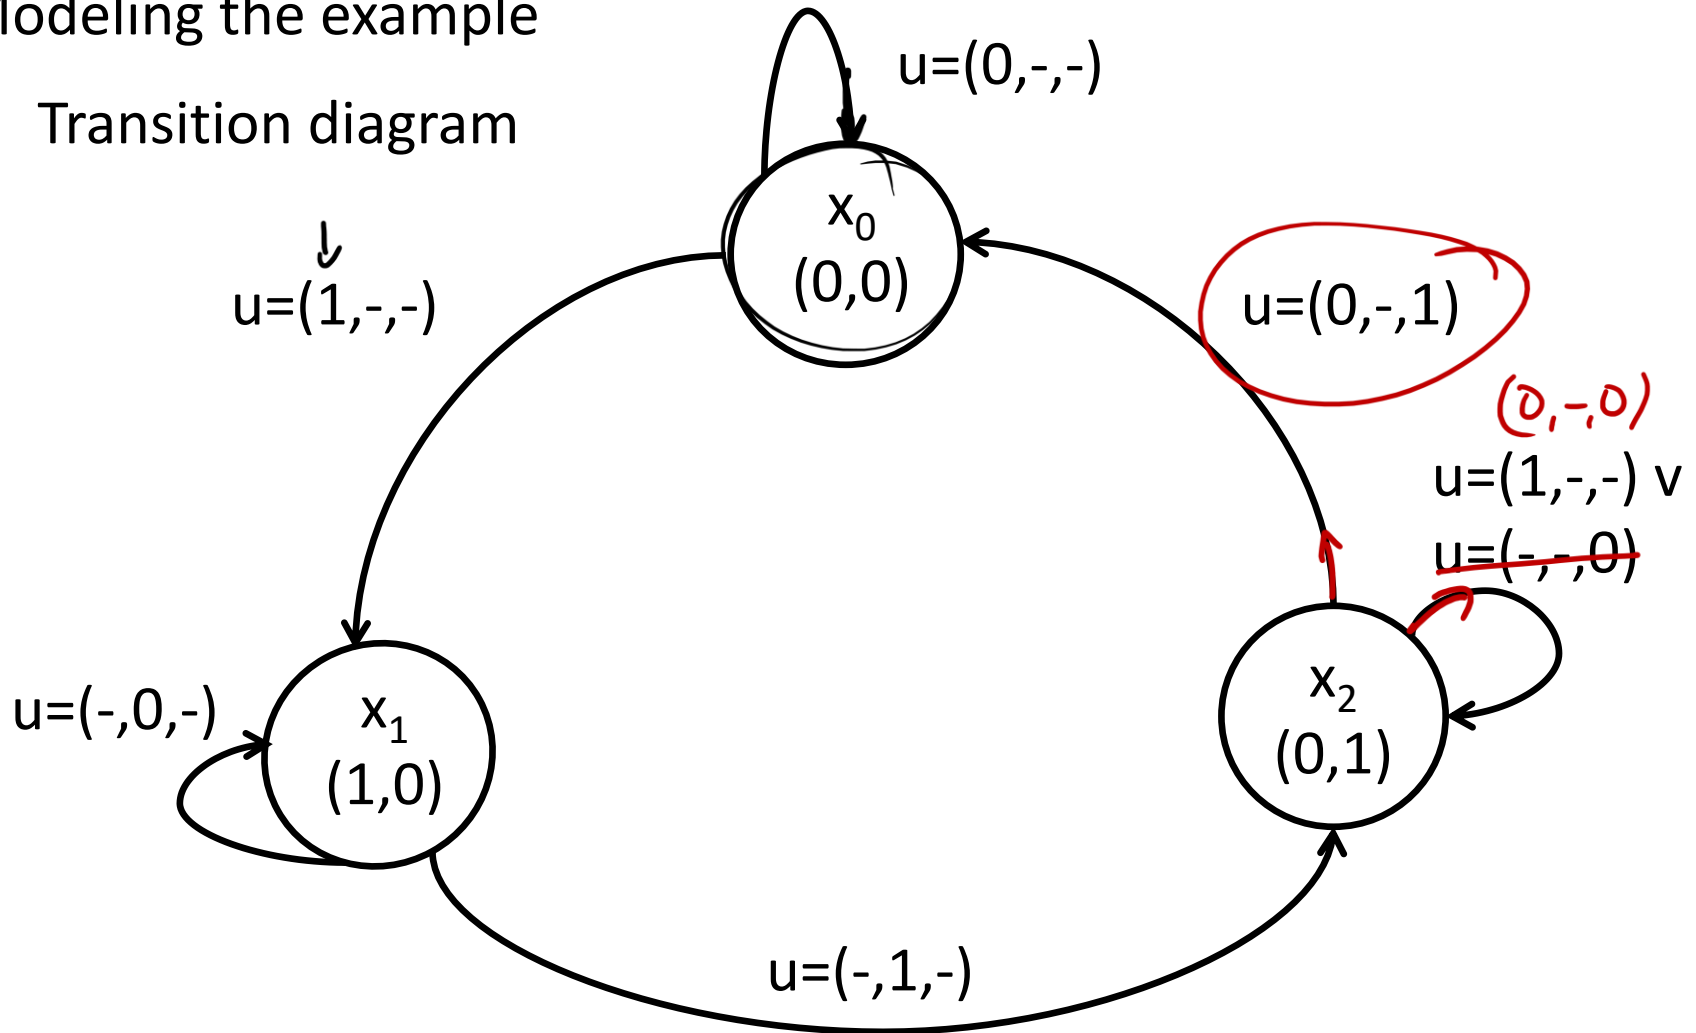 lodeling the example
Transition diagram
u=(0,-,-)
x0
(0,0)
u=(1,-,-)
u=(0,-,1)
(0,-,0)
u=(1,-,-) v
u=(-,-,0)
u=(-,0,-)
x1
(1,0)
x2
(0,1)
u=(-,1,-)